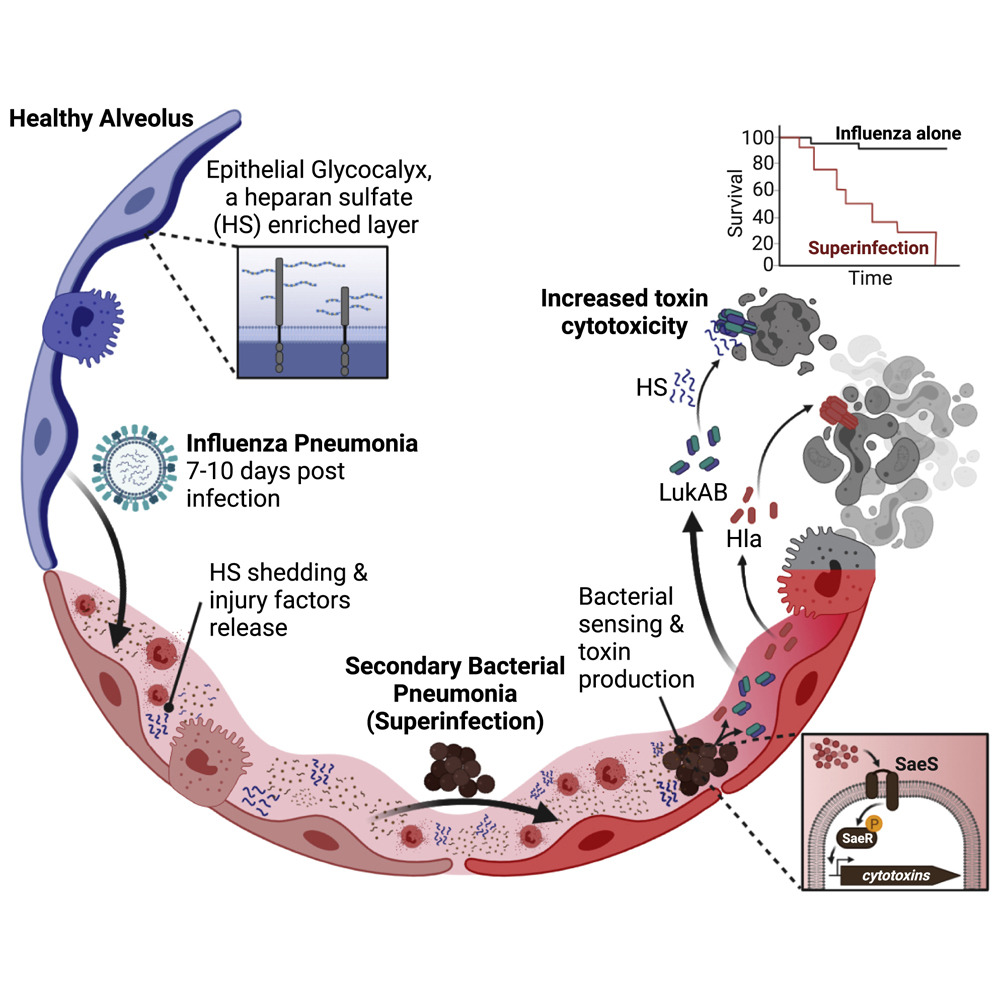 Healthy Alveolus
Epithelial Glycocalyx,
a heparan sulfate
(HS) enriched layer
Influenza Pneumonia
7-10 days post
infection
HS shedding &
injury factors
release
Secondary Bacterial
Pneumonia
(Superinfection)
Bacterial
sensing &
toxin
production
SaeS
P
SaeR
cytotoxins
LukAB
Hla
HS
Increased toxin
cytotoxicity
Survival
100
80
60
40
20
0
Influenza alone
Superinfection
Time